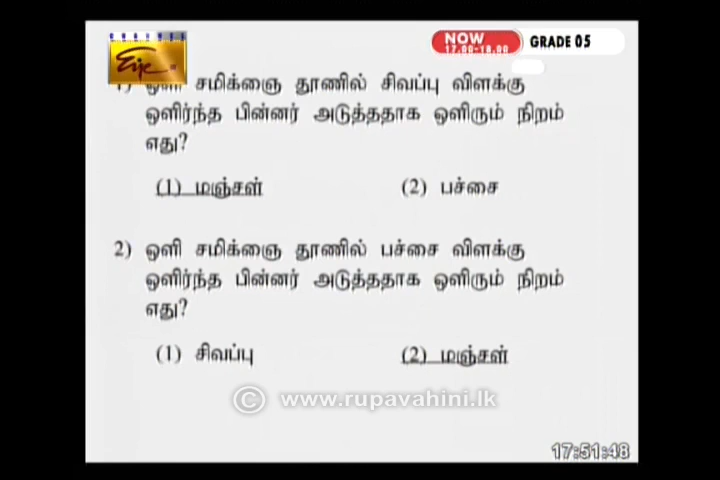 NOW
17.00-18.00
GRADE 05
Eye
1) ஒளி சமிக்ஞை தூணில் சிவப்பு விளக்கு
ஒளிர்ந்த பின்னர் அடுத்ததாக ஒளிரும் நிறம்
எது?
(1) மஞ்சள் (2) பச்சை
2) ஒளி சமிக்ஞை தூணில் பச்சை விளக்கு
ஒளிர்ந்த பின்னர் அடுத்ததாக ஒளிரும் நிறம்
எது?
(1) சிவப்பு (2) மஞ்சள்
© www.rupavahini.lk
17:51:48